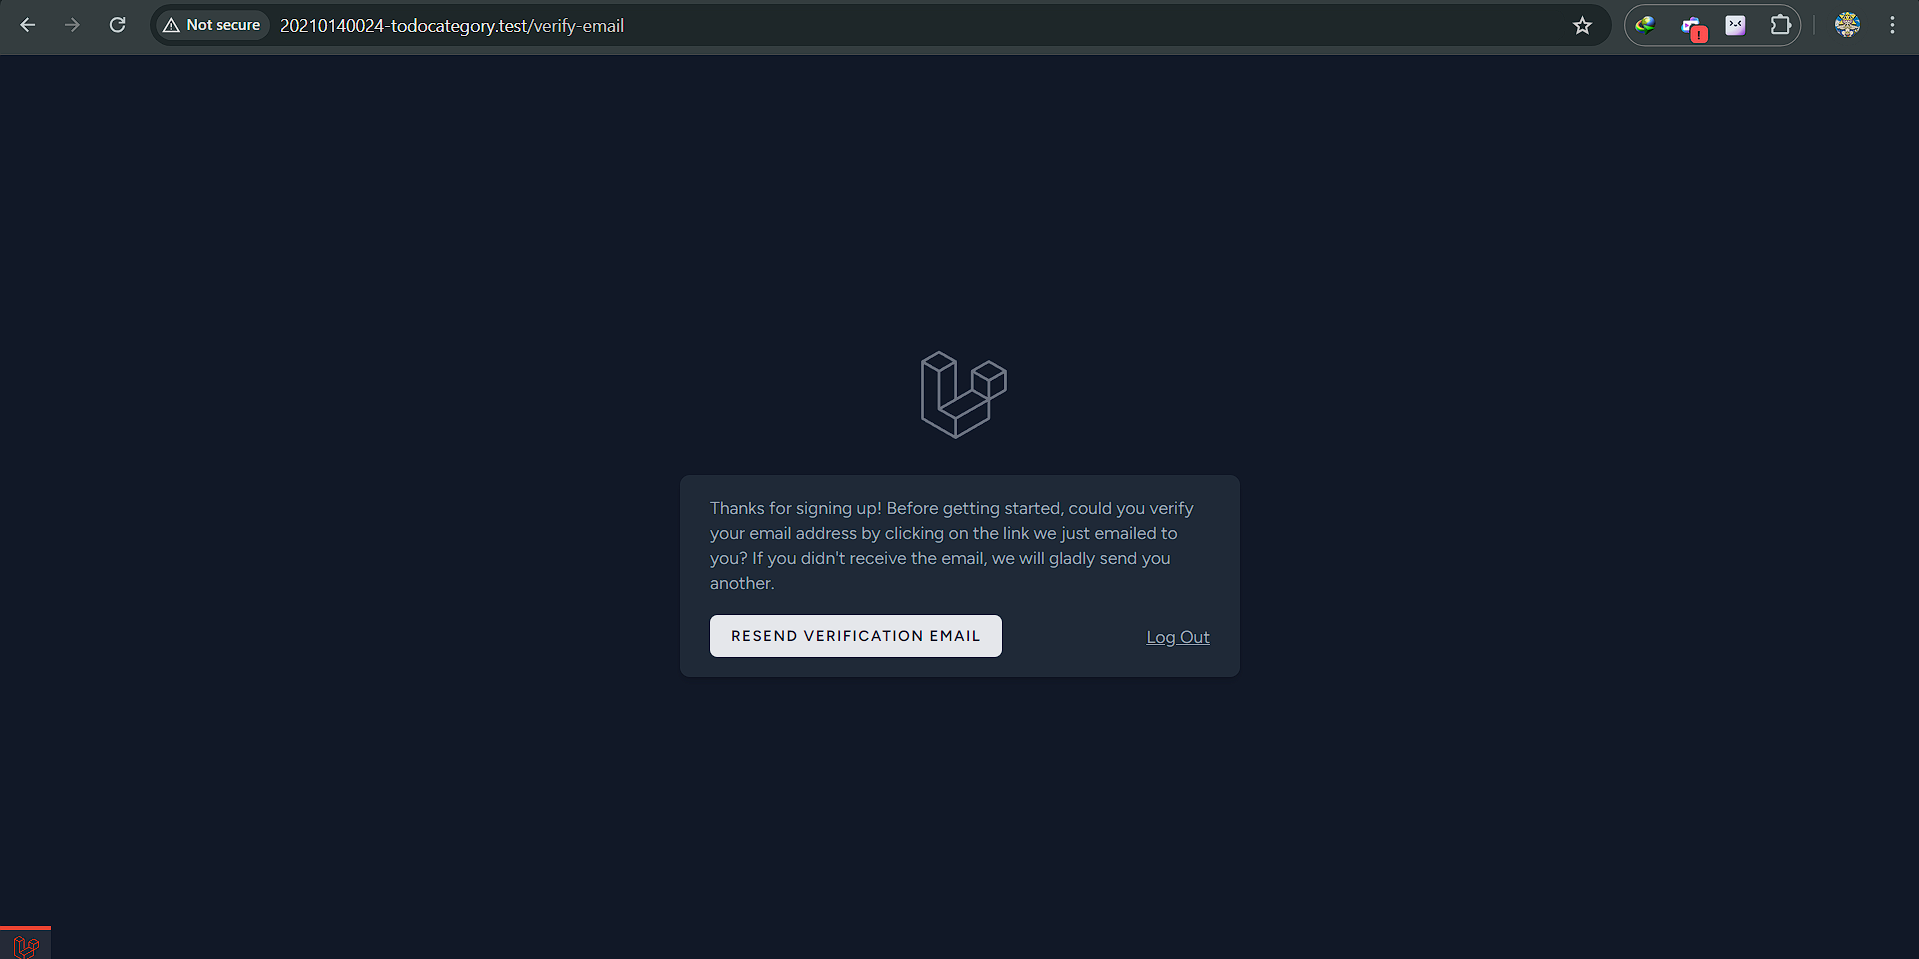 Not secure
20210140024-todocategory.test/verify-email
Thanks for signing up! Before getting started, could you verify
your email address by clicking on the link we just emailed to
you? If you didn't receive the email, we will gladly send you
another.
RESEND VERIFICATION EMAIL
Log Out